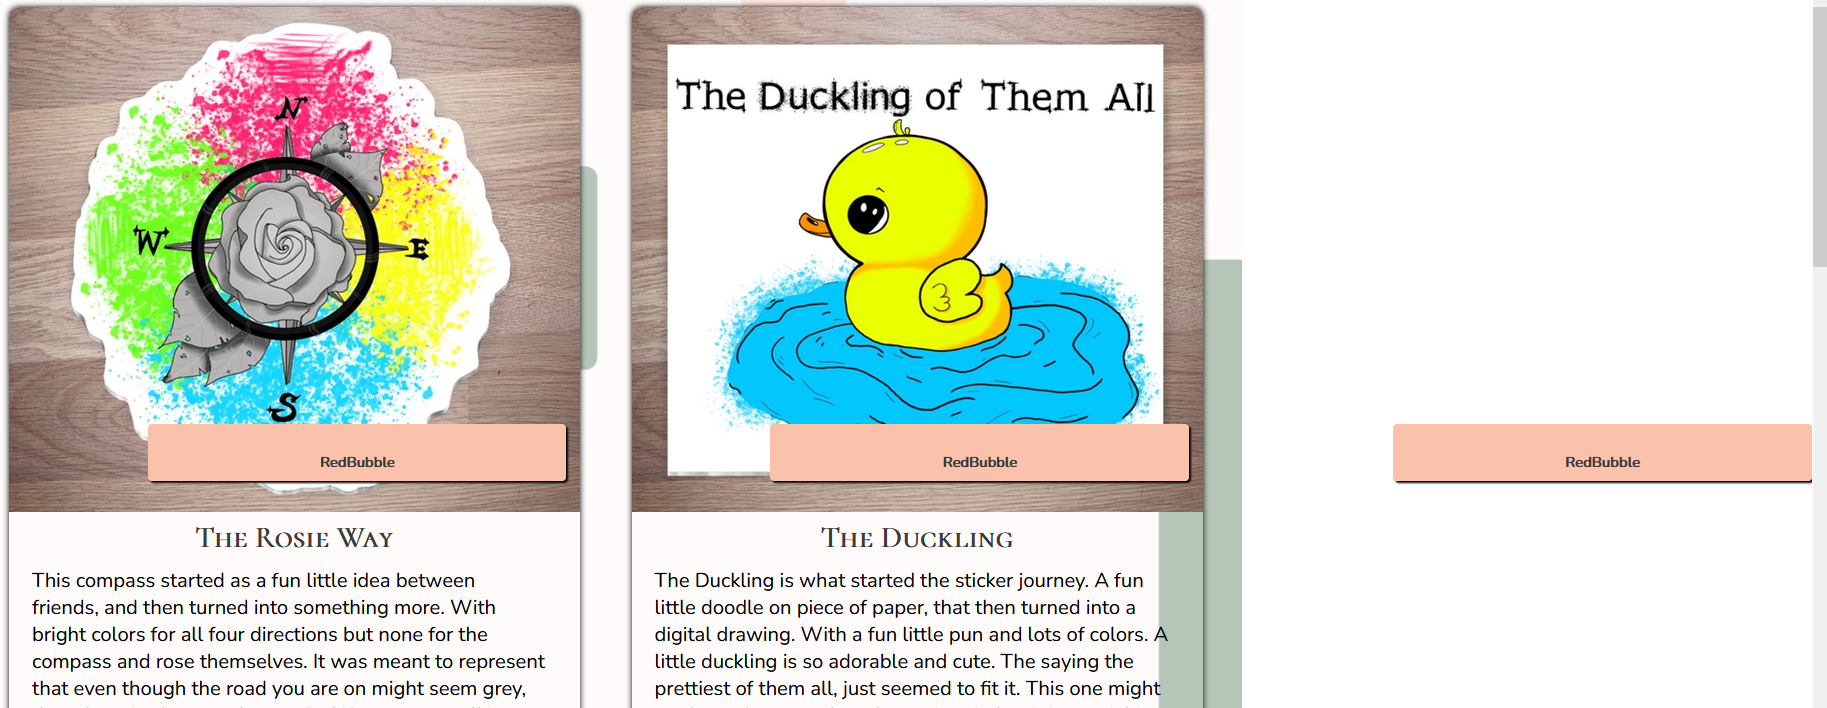 N
W
E
S
RedBubble
The Rosie Way
This compass started as a fun little idea between
friends, and then turned into something more. With
bright colors for all four directions but none for the
compass and rose themselves. It was meant to represent
that even though the road you are on might seem grey,
The Duckling of Them All
RedBubble
The Duckling
The Duckling is what started the sticker journey. A fun
little doodle on piece of paper, that then turned into a
digital drawing. With a fun little pun and lots of colors. A
little duckling is so adorable and cute. The saying the
prettiest of them all, just seemed to fit it. This one might
RedBubble